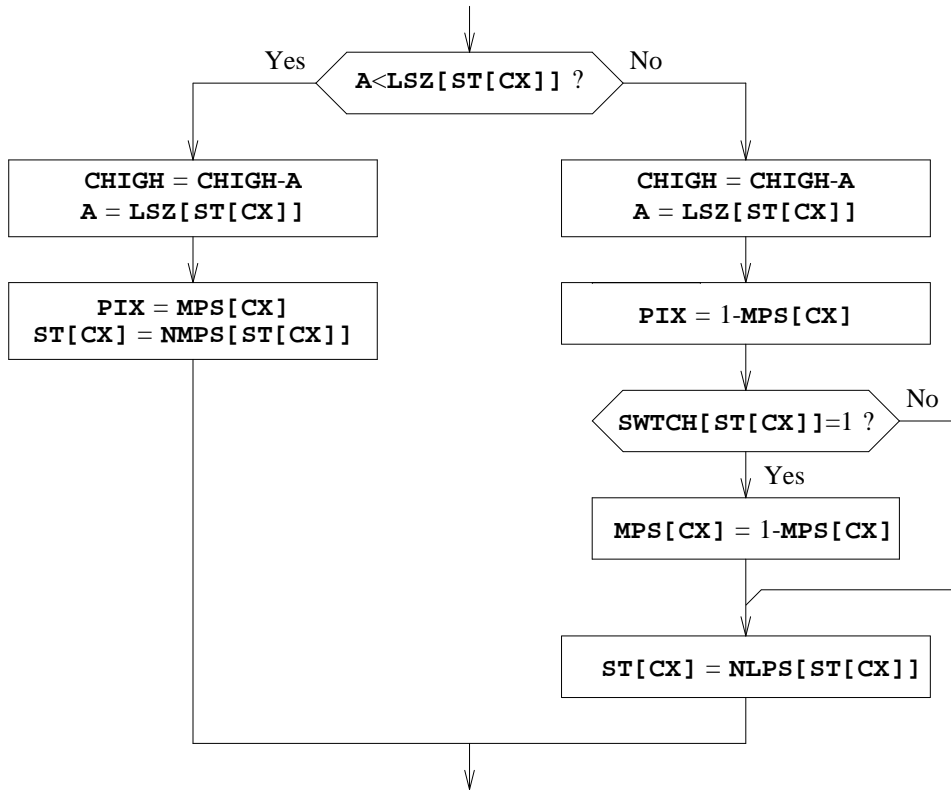 Yes
No
A<LSZ[ST[CX]] ?
CHIGH = CHIGH-A
A = LSZ[ST[CX]]
PIX = MPS[CX]
ST[CX] = NMPS[ST[CX]]
CHIGH = CHIGH-A
A = LSZ[ST[CX]]
PIX = 1-MPS[CX]
SWTCH[ST[CX]]=1 ?
No
Yes
MPS[CX] = 1-MPS[CX]
ST[CX] = NLPS[ST[CX]]